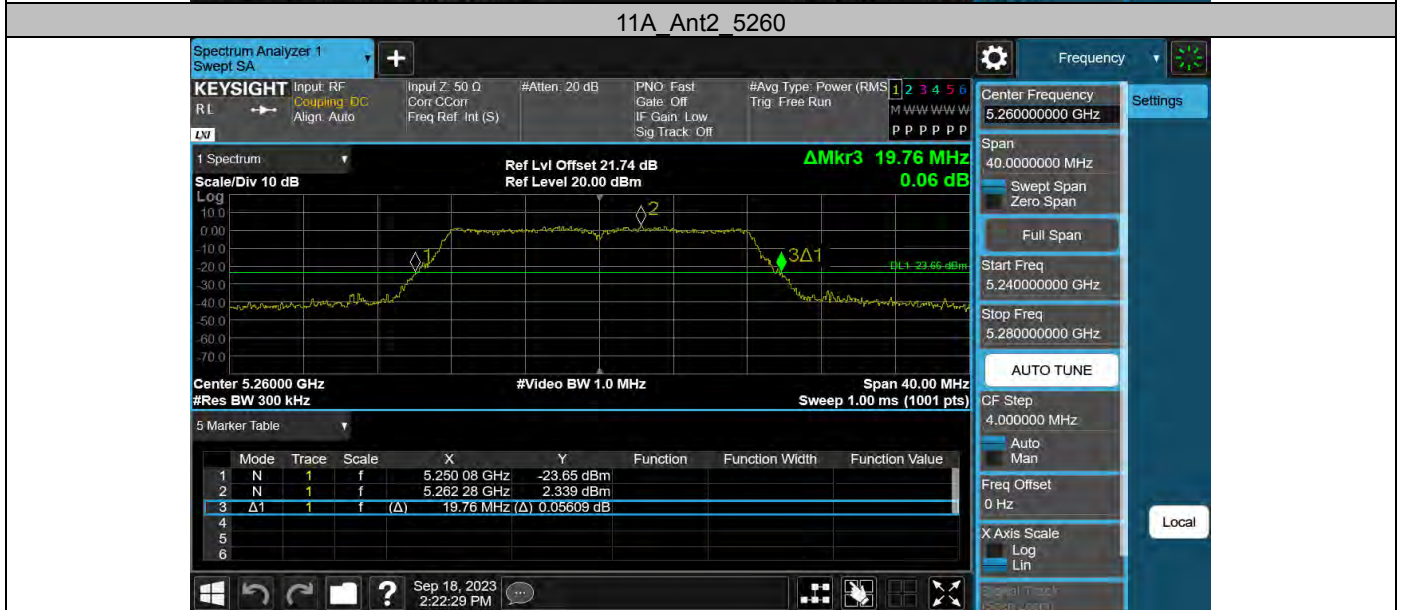 11A_Ant2_5260
Spectrum Analyzer 1
Swept SA
+
Frequency
KEYSIGHT
RL
LXI
Input: RF
Coupling: DC
Align: Auto
Input Z: 50 Ω
Corr CCorr
Freq Ref: Int (S)
#Atten: 20 dB
PNO: Fast
Gate: Off
IF Gain: Low
Sig Track: Off
#Avg Type: Power (RMS
Trig: Free Run
1 2 3 4 5 6
M W W W W W
P P P P P P
1 Spectrum
Scale/Div 10 dB
Ref Lvl Offset 21.74 dB
Ref Level 20.00 dBm
ΔMkr3 19.76 MHz
0.06 dB
Log
10.0
0.00
-10.0
-20.0
-30.0
-40.0
-50.0
-60.0
-70.0
1
2
3Δ1
DL1 -23.66 dBm
Center 5.26000 GHz
#Video BW 1.0 MHz
Span 40.00 MHz
#Res BW 300 kHz
Sweep 1.00 ms (1001 pts)
5 Marker Table
Mode Trace Scale X Y Function Function Width Function Value
1 N 1 f 5.250 08 GHz -23.65 dBm
2 N 1 f 5.262 28 GHz 2.339 dBm
3 Δ1 1 f (Δ) 19.76 MHz (Δ) 0.05609 dB
4
5
6
Sep 18, 2023
2:22:29 PM
Center Frequency
5.260000000 GHz
Settings
Span
40.0000000 MHz
Swept Span
Zero Span
Full Span
Start Freq
5.240000000 GHz
Stop Freq
5.280000000 GHz
AUTO TUNE
CF Step
4.000000 MHz
Auto
Man
Freq Offset
0 Hz
X Axis Scale
Log
Lin
Local